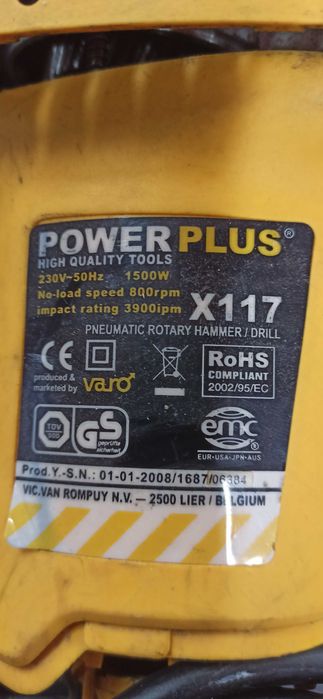 POWER PLUS®
HIGH QUALITY TOOLS
230V~50Hz 1500W
No-load speed 800rpm
impact rating 3900ipm
X117
PNEUMATIC ROTARY HAMMER / DRILL
CE
produced &
marketed by varo
RoHS
COMPLIANT
2002/95/EC
TÜV
GS
geprüfte
sicherheit
emc
EUR-USA-JPN-AUS
Prod.Y.-S.N.: 01-01-2008/1687/06384
VIC.VAN ROMPUY N.V. — 2500 LIER / BELGIUM